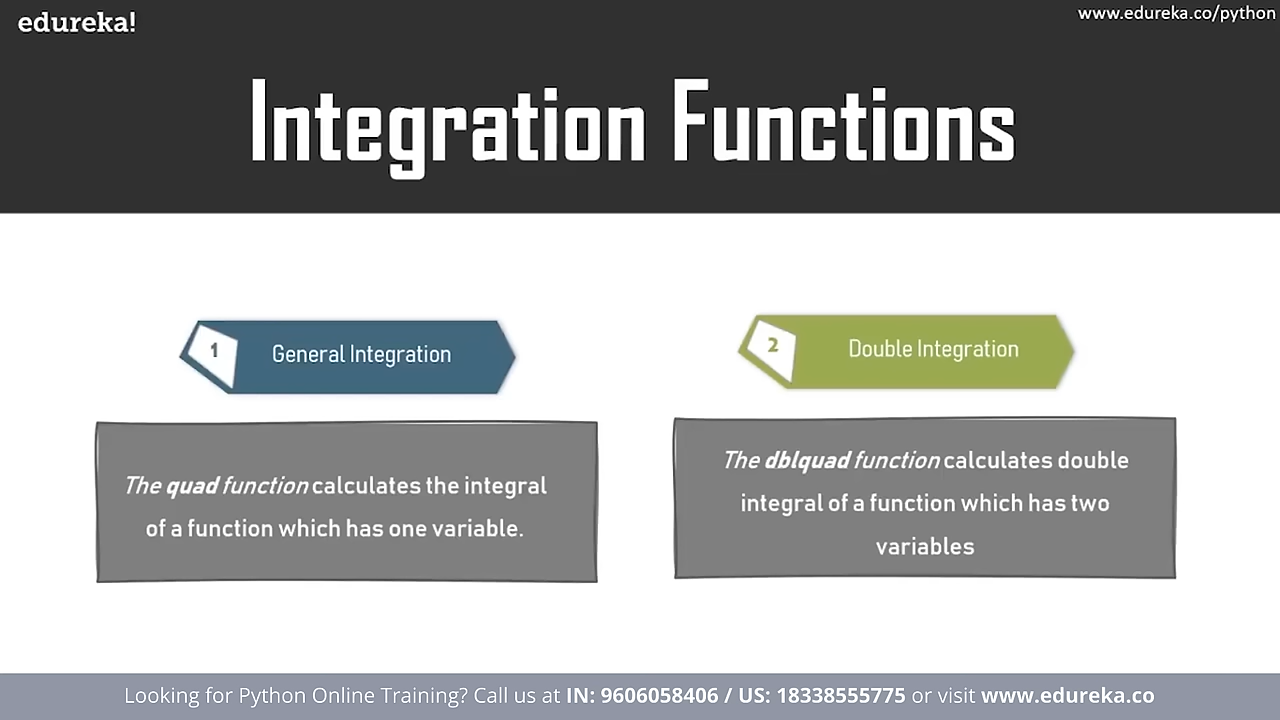 edureka!
www.edureka.co/python
Integration Functions
1
General Integration
The quad function calculates the integral
of a function which has one variable.
2
Double Integration
The dblquad function calculates double
integral of a function which has two
variables
Looking for Python Online Training? Call us at IN: 9606058406 / US: 18338555775 or visit www.edureka.co